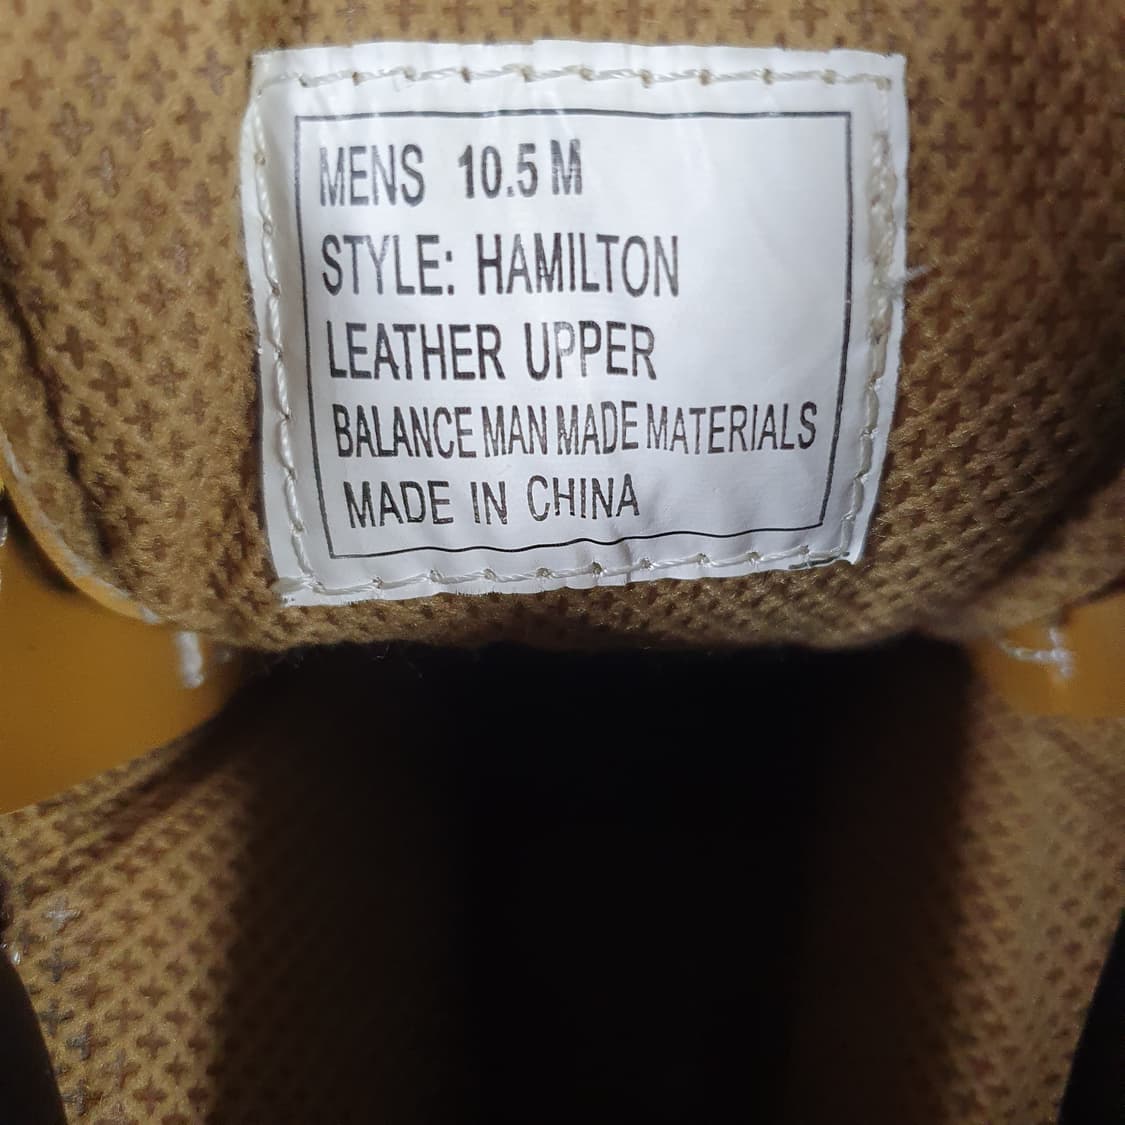 MENS 10.5 M
STYLE: HAMILTON
LEATHER UPPER
BALANCE MAN MADE MATERIALS
MADE IN CHINA